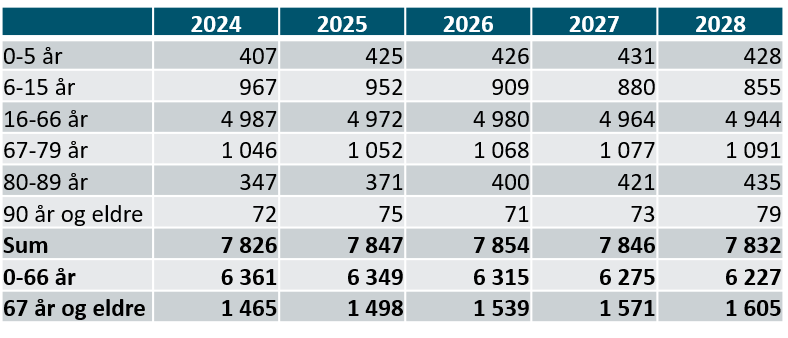 2024 2025 2026 2027 2028
0-5 år 407 425 426 431 428
6-15 år 967 952 909 880 855
16-66 år 4 987 4 972 4 980 4 964 4 944
67-79 år 1 046 1 052 1 068 1 077 1 091
80-89 år 347 371 400 421 435
90 år og eldre 72 75 71 73 79
Sum 7 826 7 847 7 854 7 846 7 832
0-66 år 6 361 6 349 6 315 6 275 6 227
67 år og eldre 1 465 1 498 1 539 1 571 1 605